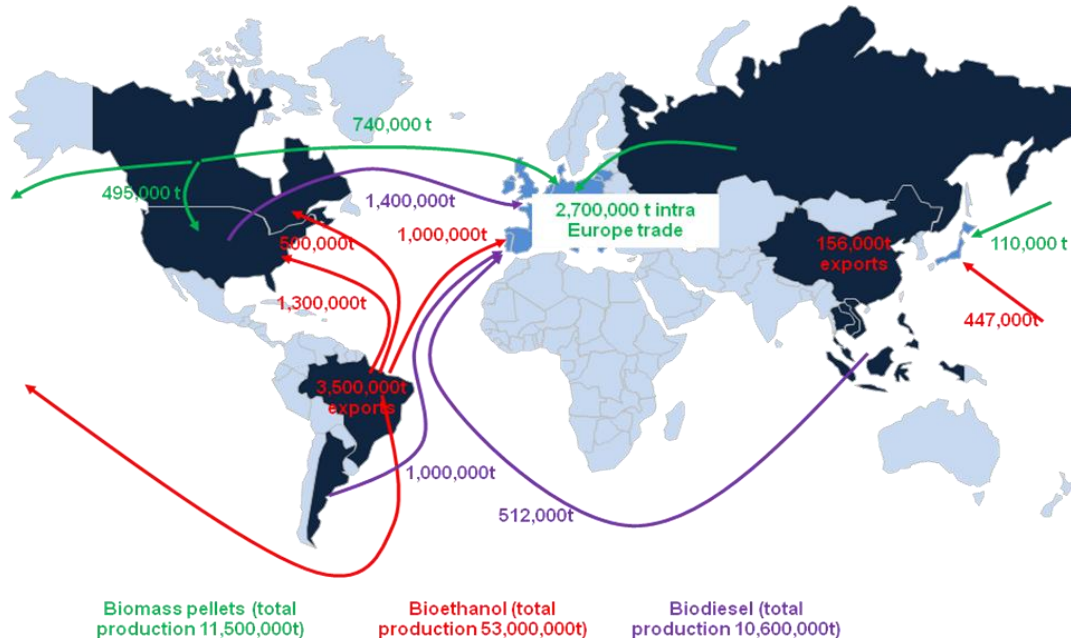 740,000 t
495,000 t
1,400,000t
2,700,000 t intra
Europe trade
500,000t
1,000,000t
156,000t
exports
110,000 t
1,300,000t
447,000t
3,500,000t
exports
1,000,000t
512,000t
Biomass pellets (total
production 11,500,000t)
Bioethanol (total
production 53,000,000t)
Biodiesel (total
production 10,600,000t)